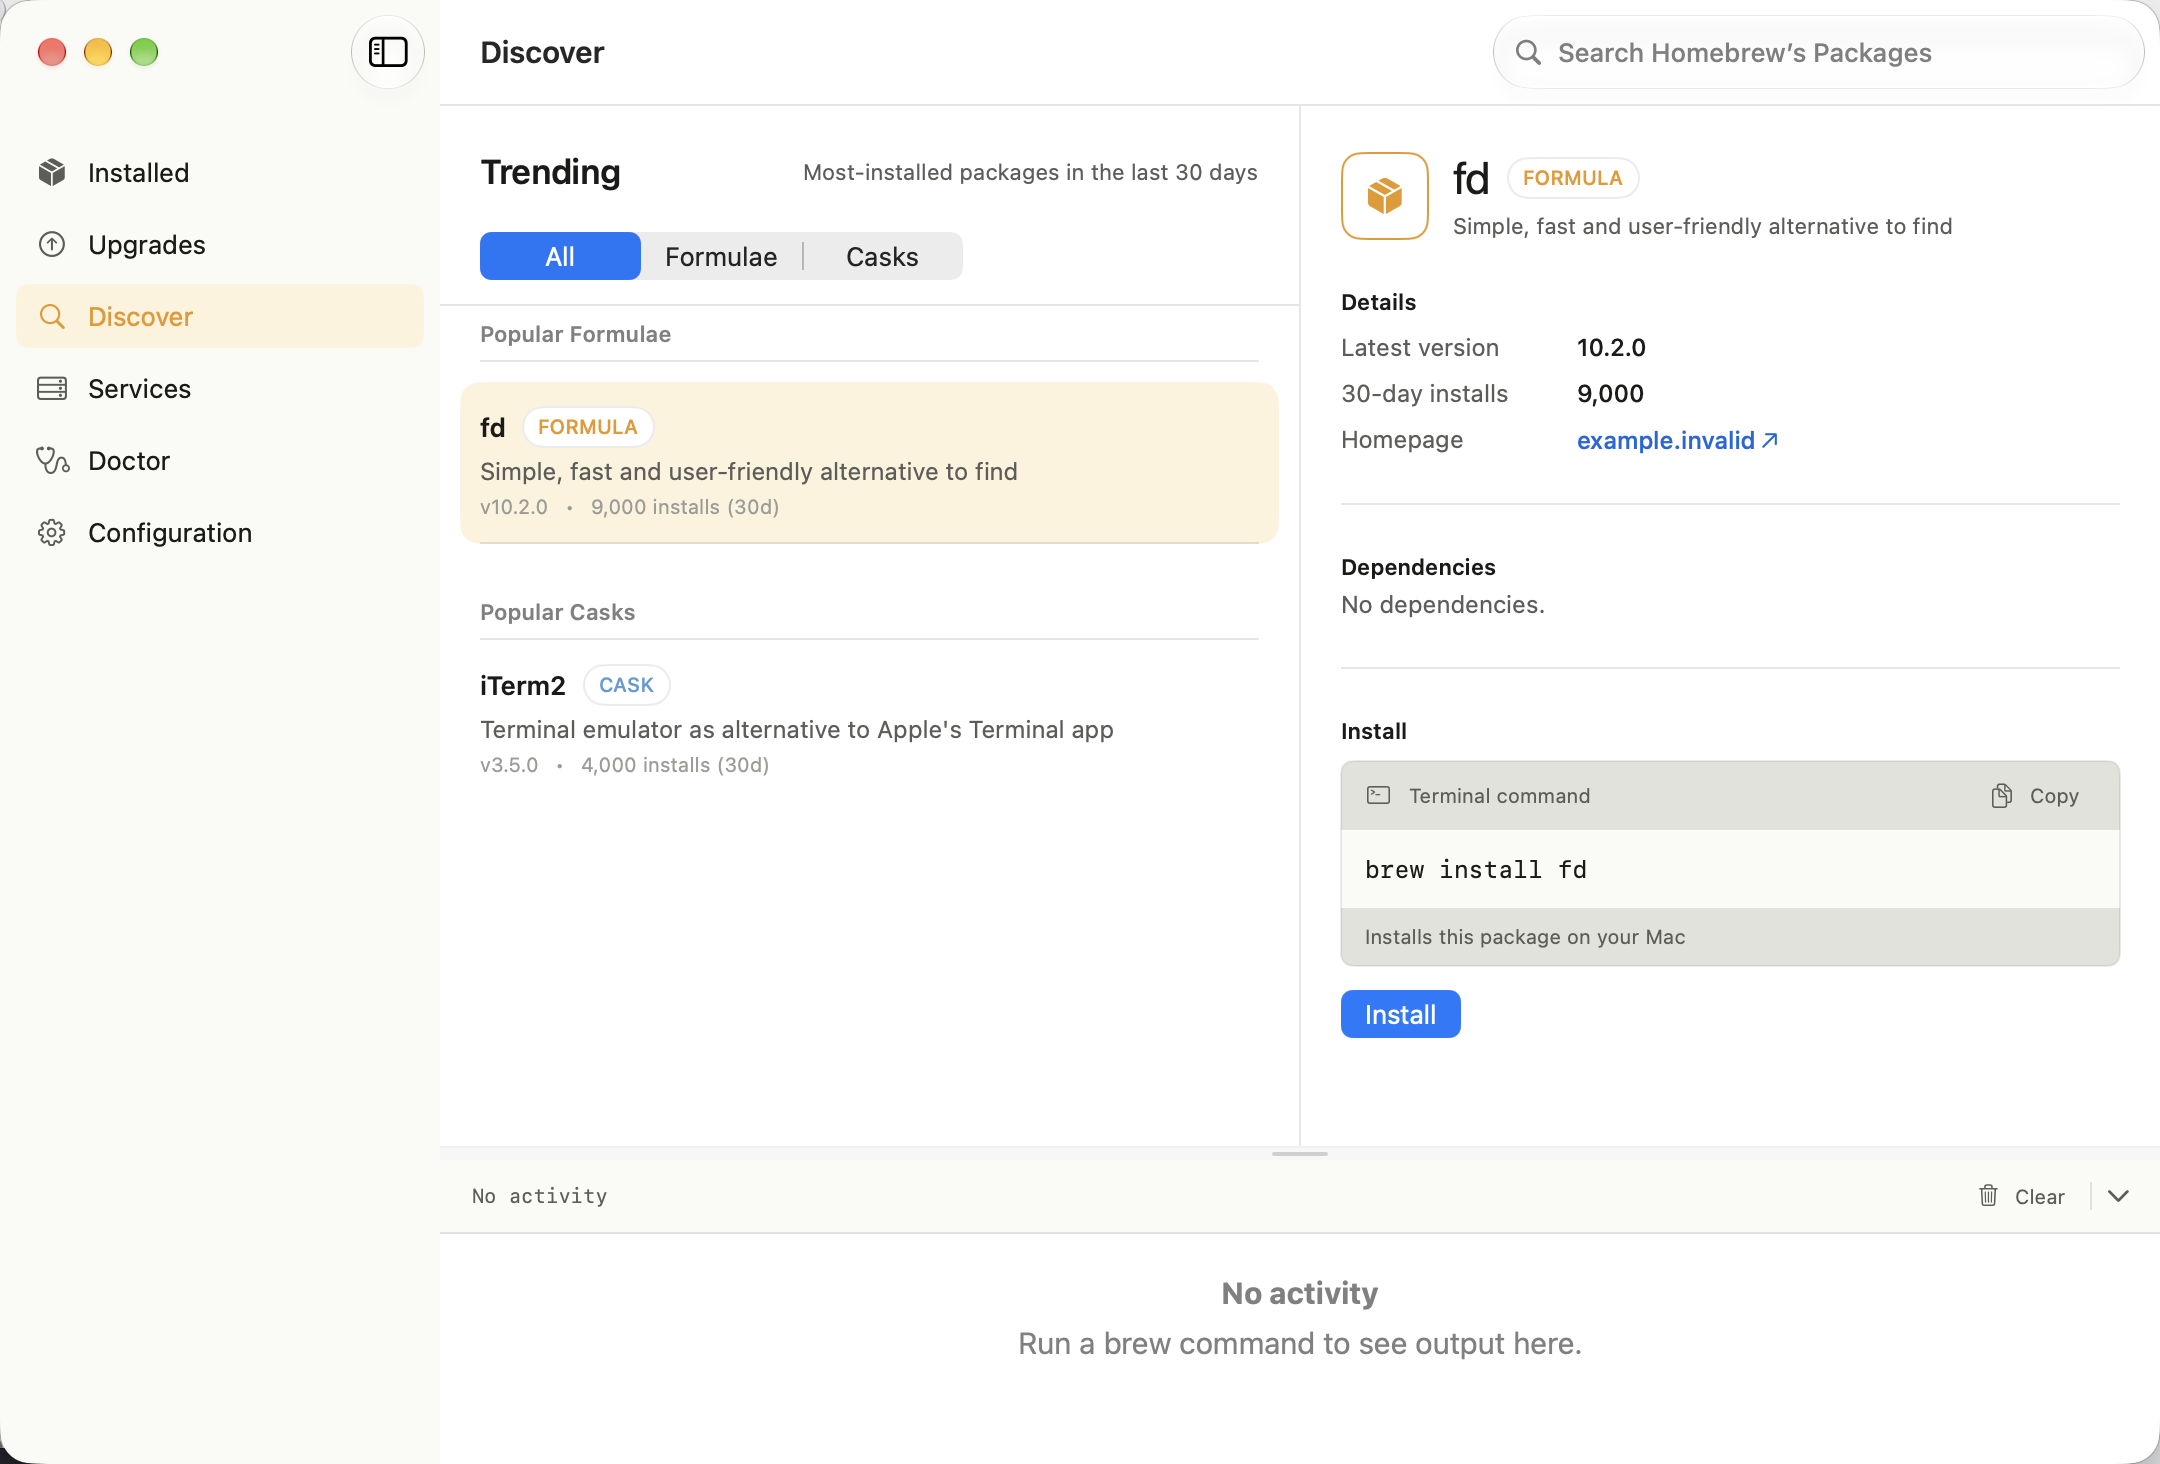 Discover
Search Homebrew’s Packages
Installed
Upgrades
Discover
Services
Doctor
Configuration
Trending
Most-installed packages in the last 30 days
All
Formulae
Casks
Popular Formulae
fd FORMULA
Simple, fast and user-friendly alternative to find
v10.2.0 • 9,000 installs (30d)
Popular Casks
iTerm2 CASK
Terminal emulator as alternative to Apple's Terminal app
v3.5.0 • 4,000 installs (30d)
fd FORMULA
Simple, fast and user-friendly alternative to find
Details
Latest version 10.2.0
30-day installs 9,000
Homepage example.invalid ↗
Dependencies
No dependencies.
Install
Terminal command
Copy
brew install fd
Installs this package on your Mac
Install
No activity
Clear
No activity
Run a brew command to see output here.